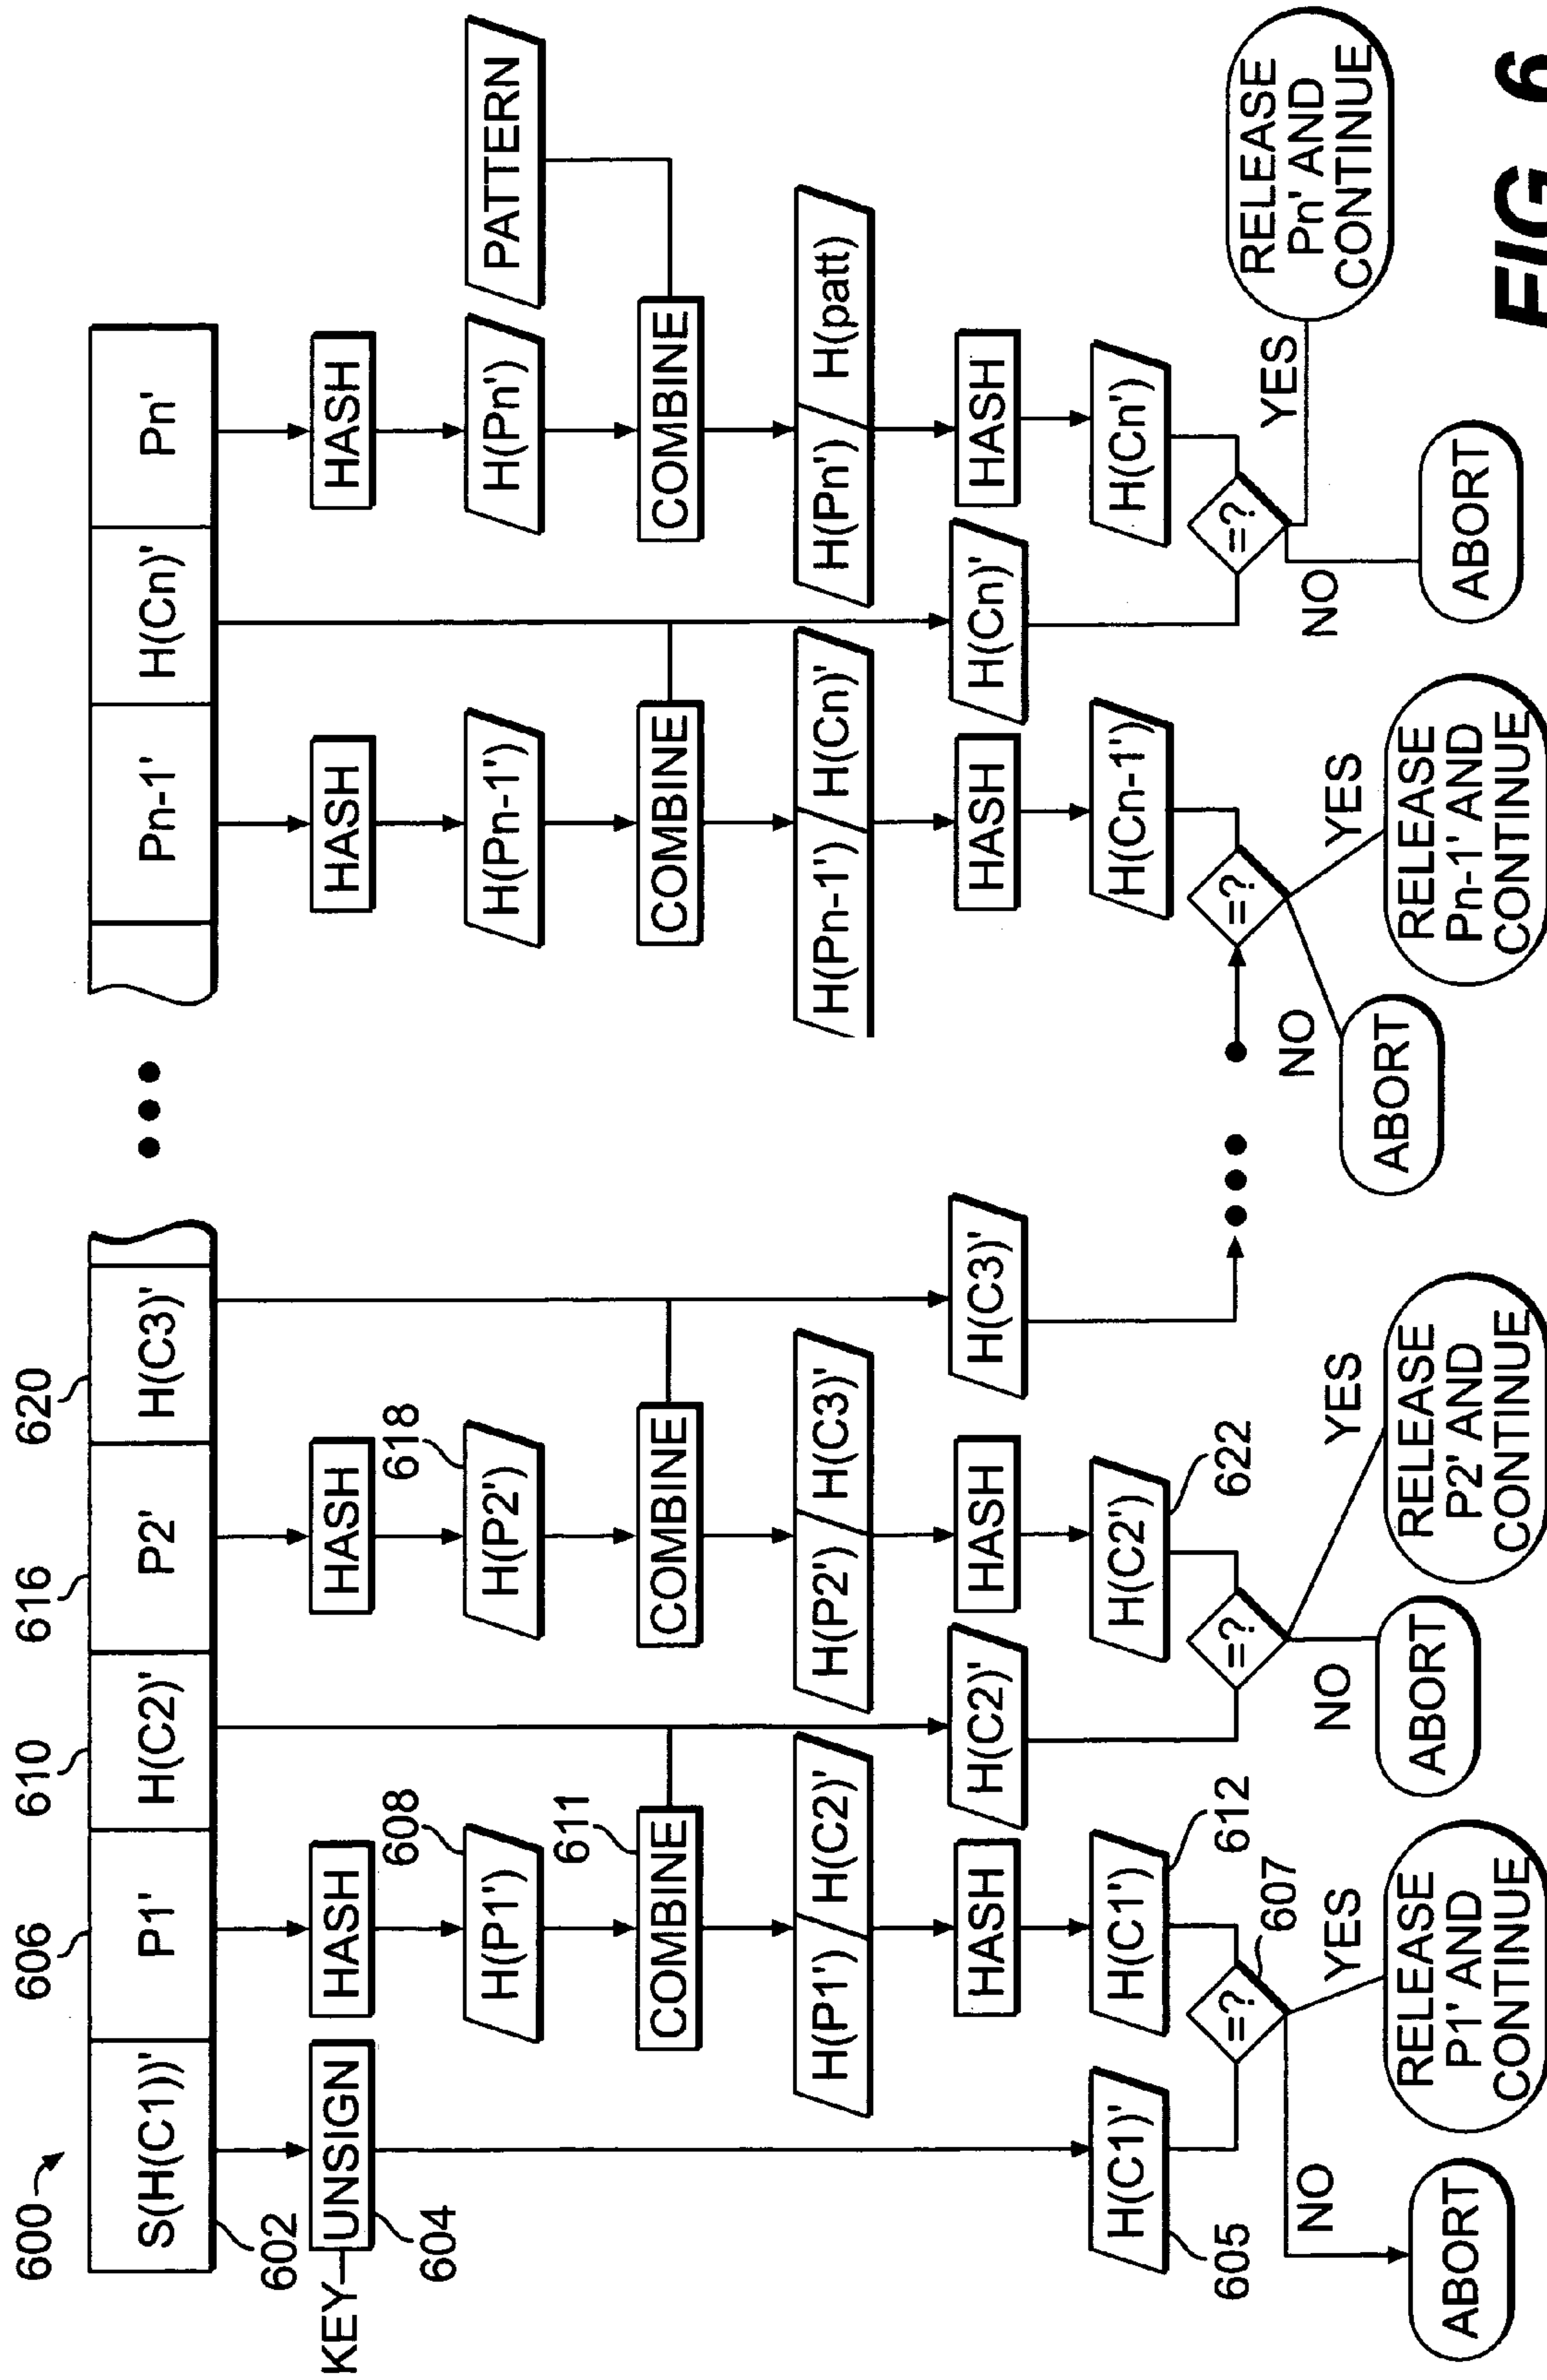 600
602
606
610
616
620
S(H(C1))'
P1'
H(C2)'
P2'
H(C3)'
Pn-1'
H(Cn)'
Pn'
KEY
UNSIGN
604
HASH
HASH
HASH
HASH
608
H(P1')
618
H(P2')
H(Pn-1')
H(Pn')
PATTERN
611
COMBINE
COMBINE
COMBINE
COMBINE
H(P1') H(C2)'
H(P2') H(C3)'
H(Pn-1') H(Cn)'
H(Pn') H(patt)
HASH
H(C2)'
HASH
H(C3)'
HASH
H(Cn)'
HASH
605
H(C1)'
H(C1')
612
H(C2')
622
H(Cn-1')
H(Cn')
=?
607
=?
=?
=?
NO
YES
NO
YES
NO
YES
NO
YES
ABORT
RELEASE
P1' AND
CONTINUE
ABORT
RELEASE
P2' AND
CONTINUE
ABORT
RELEASE
Pn-1' AND
CONTINUE
ABORT
RELEASE
Pn' AND
CONTINUE
FIG. 6